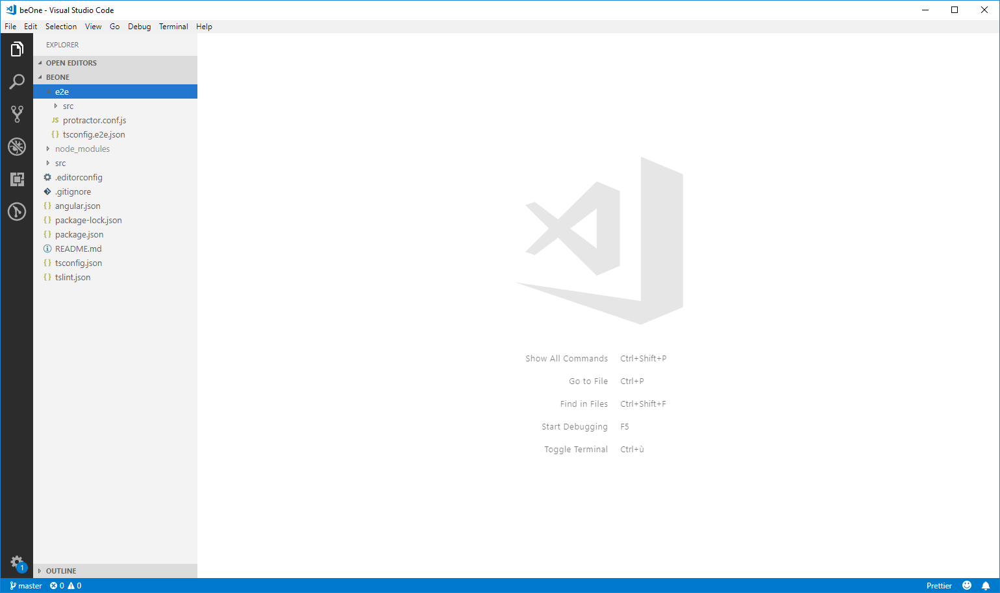 beOne - Visual Studio Code
File Edit Selection View Go Debug Terminal Help
EXPLORER
OPEN EDITORS
BEONE
e2e
src
JS protractor.conf.js
{ } tsconfig.e2e.json
node_modules
src
.editorconfig
.gitignore
{ } angular.json
{ } package-lock.json
{ } package.json
README.md
{ } tsconfig.json
{ } tslint.json
Show All Commands Ctrl+Shift+P
Go to File Ctrl+P
Find in Files Ctrl+Shift+F
Start Debugging F5
Toggle Terminal Ctrl+ù
1
OUTLINE
master 0 0 Prettier